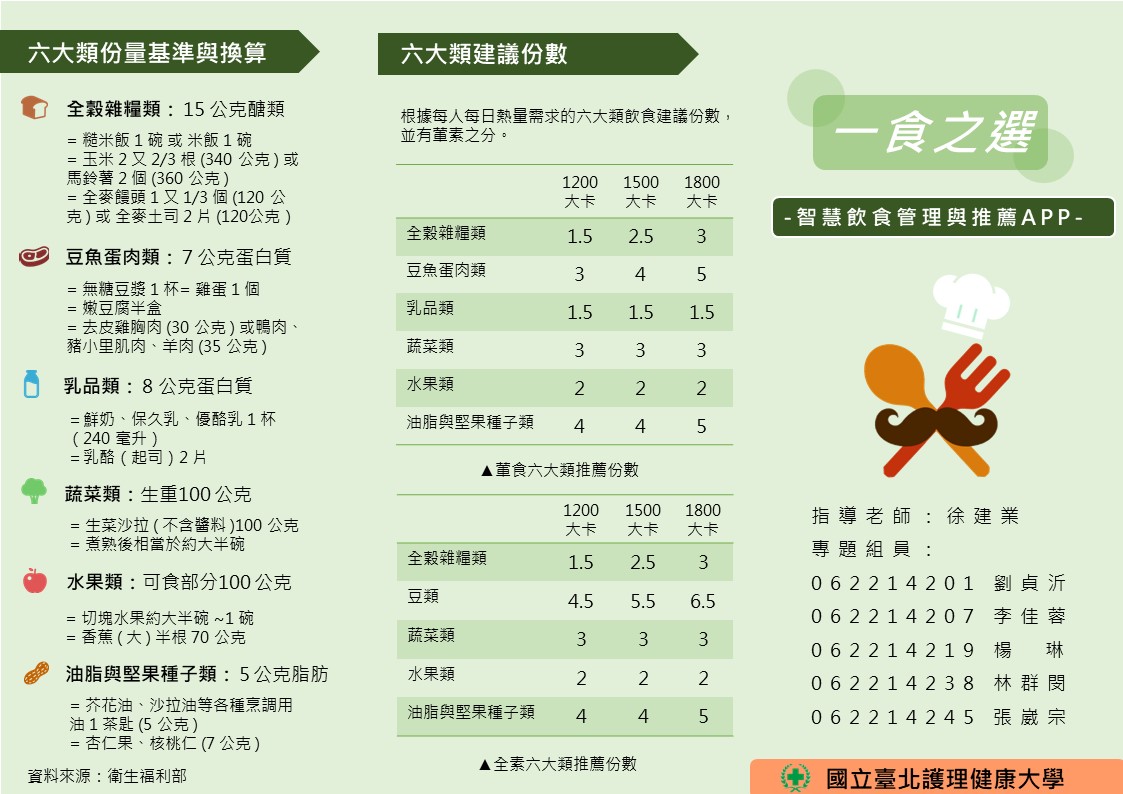 六大類份量基準與換算
全穀雜糧類：15 公克醣類
= 糙米飯 1 碗 或 米飯 1 碗
= 玉米 2 又 2/3 根 (340 公克 ) 或
馬鈴薯 2 個 (360 公克 )
= 全麥饅頭 1 又 1/3 個 (120 公
克 ) 或 全麥土司 2 片 (120公克 )
豆魚蛋肉類：7 公克蛋白質
= 無糖豆漿 1 杯= 雞蛋 1 個
= 嫩豆腐半盒
= 去皮雞胸肉 (30 公克 ) 或鴨肉、
豬小里肌肉、羊肉 (35 公克 )
乳品類：8 公克蛋白質
= 鮮奶、保久乳、優酪乳 1 杯
( 240 毫升 )
= 乳酪 ( 起司 ) 2 片
蔬菜類：生重100 公克
= 生菜沙拉 ( 不含醬料 )100 公克
= 煮熟後相當於約大半碗
水果類：可食部分100 公克
= 切塊水果約大半碗 ~1 碗
= 香蕉 ( 大 ) 半根 70 公克
油脂與堅果種子類：5 公克脂肪
= 芥花油、沙拉油等各種烹調用
油 1 茶匙 (5 公克 )
= 杏仁果、核桃仁 (7 公克 )
資料來源：衛生福利部
六大類建議份數
根據每人每日熱量需求的六大類飲食建議份數，
並有葷素之分。
1200 1500 1800
大卡 大卡 大卡
全穀雜糧類 1.5 2.5 3
豆魚蛋肉類 3 4 5
乳品類 1.5 1.5 1.5
蔬菜類 3 3 3
水果類 2 2 2
油脂與堅果種子類 4 4 5
▲葷食六大類推薦份數
1200 1500 1800
大卡 大卡 大卡
全穀雜糧類 1.5 2.5 3
豆類 4.5 5.5 6.5
蔬菜類 3 3 3
水果類 2 2 2
油脂與堅果種子類 4 4 5
▲全素六大類推薦份數
一食之選
-智慧飲食管理與推薦APP-
指導老師：徐建業
專題組員：
062214201 劉貞沂
062214207 李佳蓉
062214219 楊 琳
062214238 林群閔
062214245 張崴宗
國立臺北護理健康大學